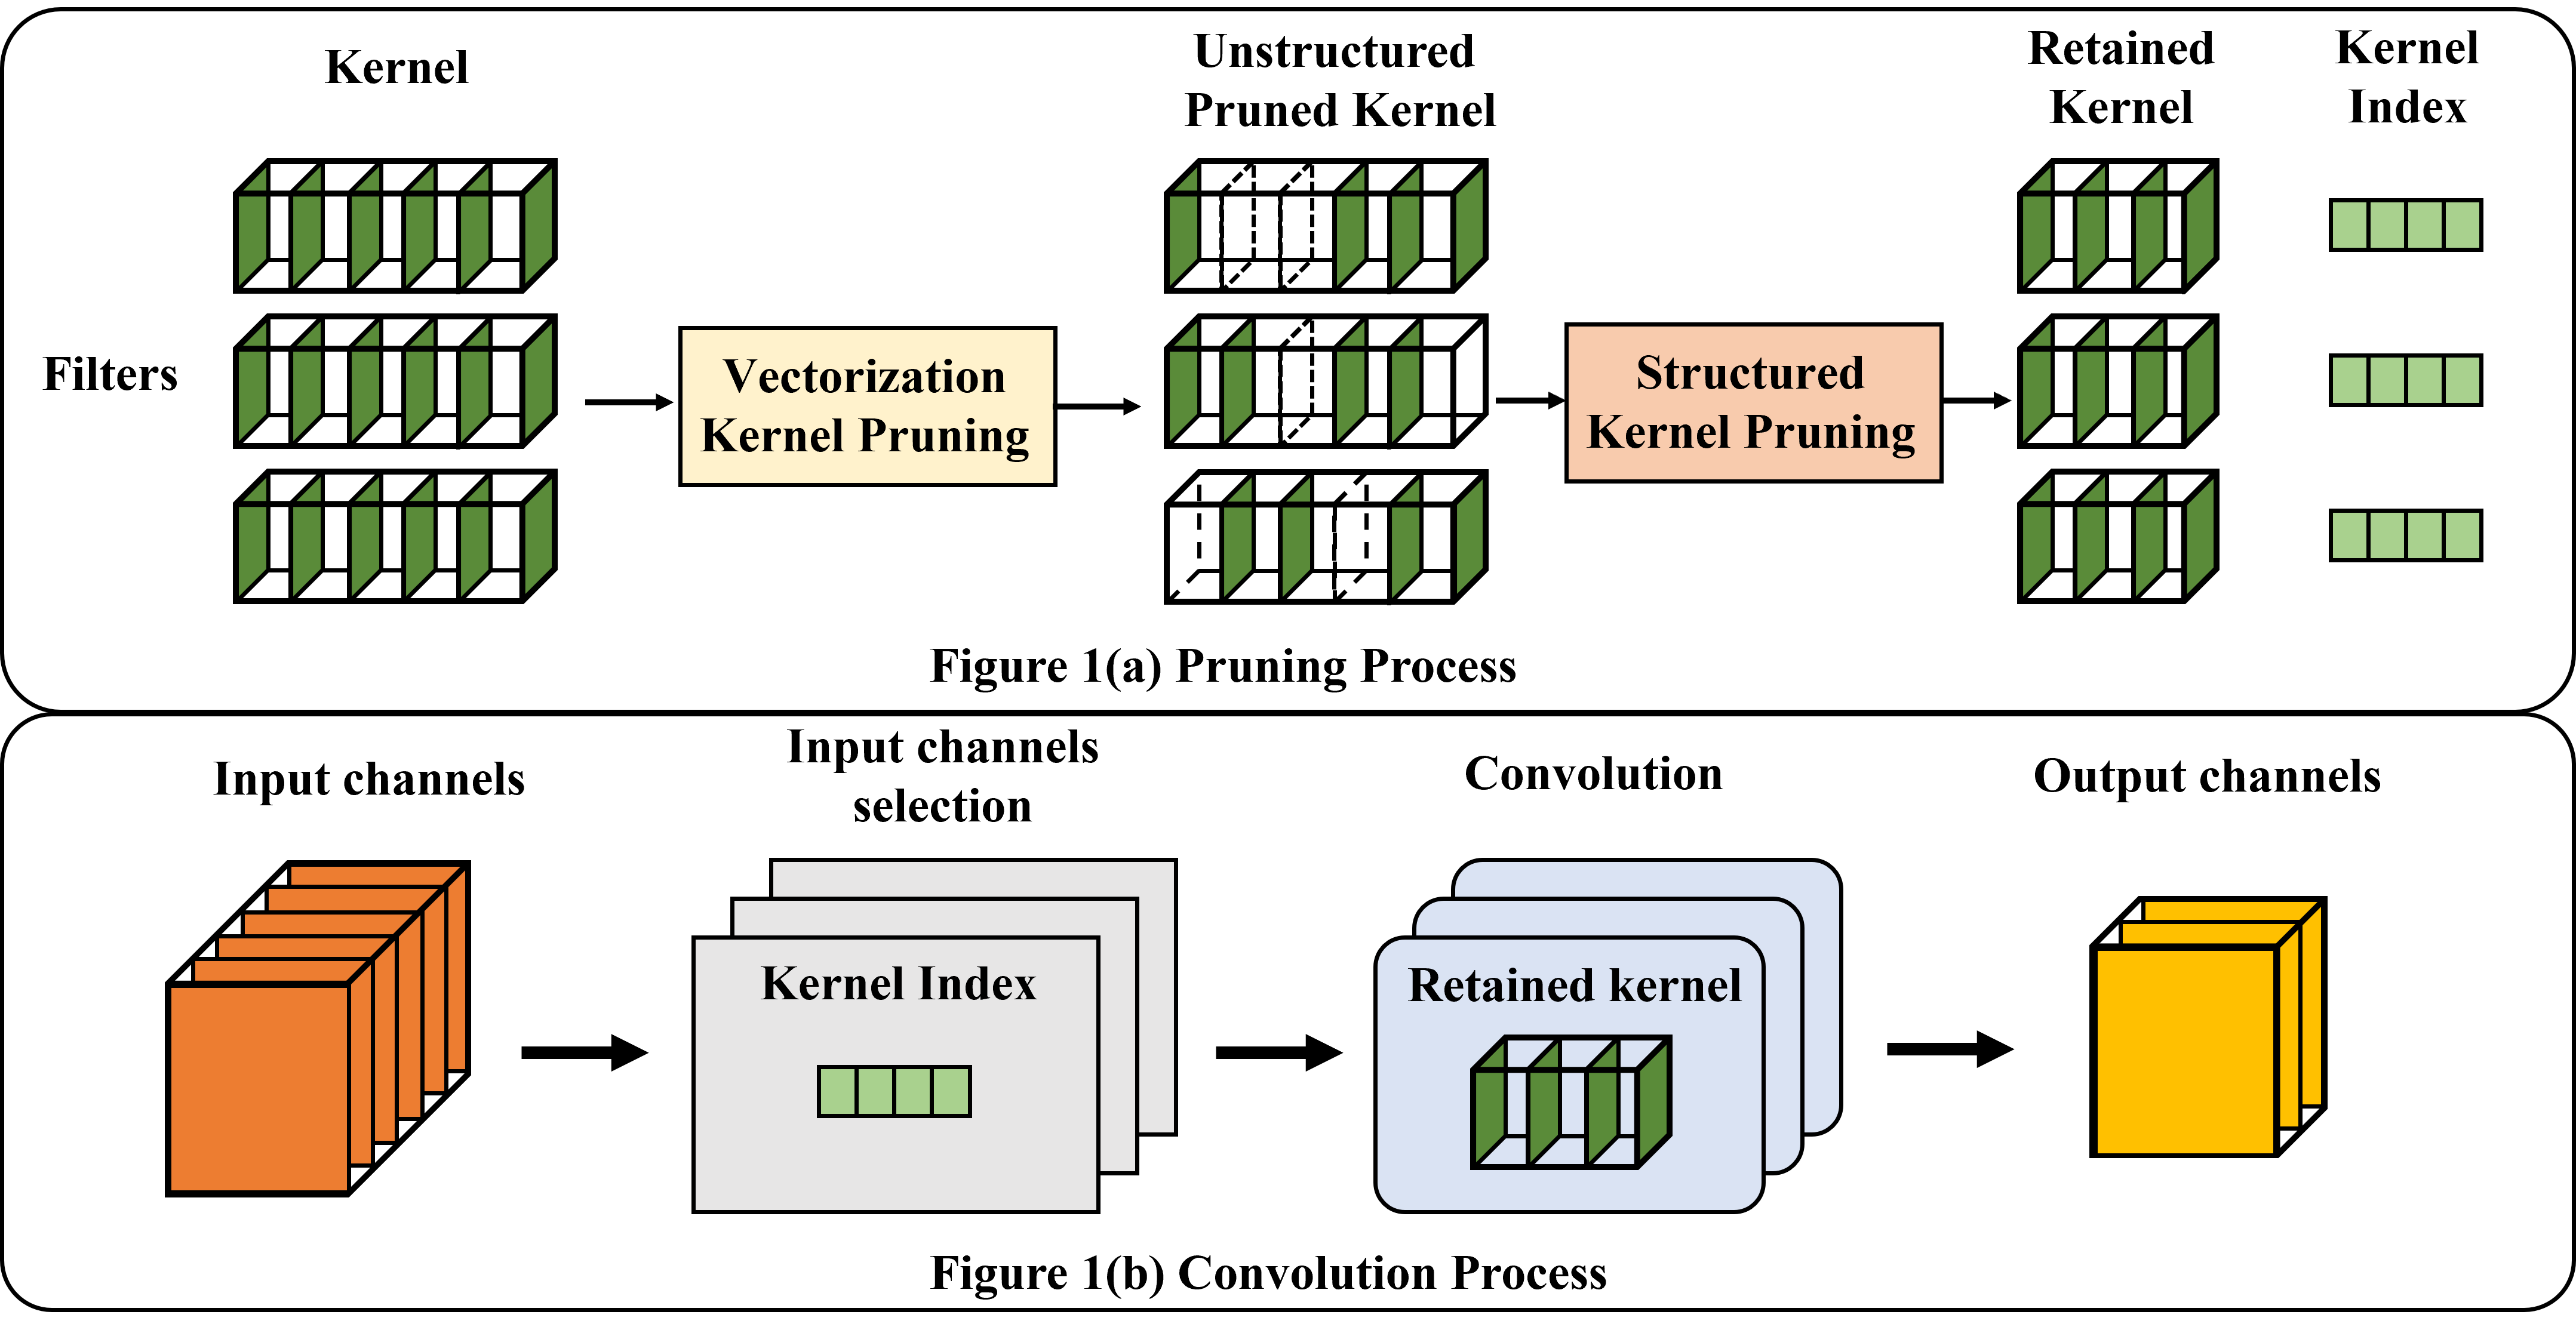 Kernel
Unstructured
Pruned Kernel
Retained
Kernel
Kernel
Index
Filters
Vectorization
Kernel Pruning
Structured
Kernel Pruning
Figure 1(a) Pruning Process
Input channels
Input channels
selection
Convolution
Output channels
Kernel Index
Retained kernel
Figure 1(b) Convolution Process